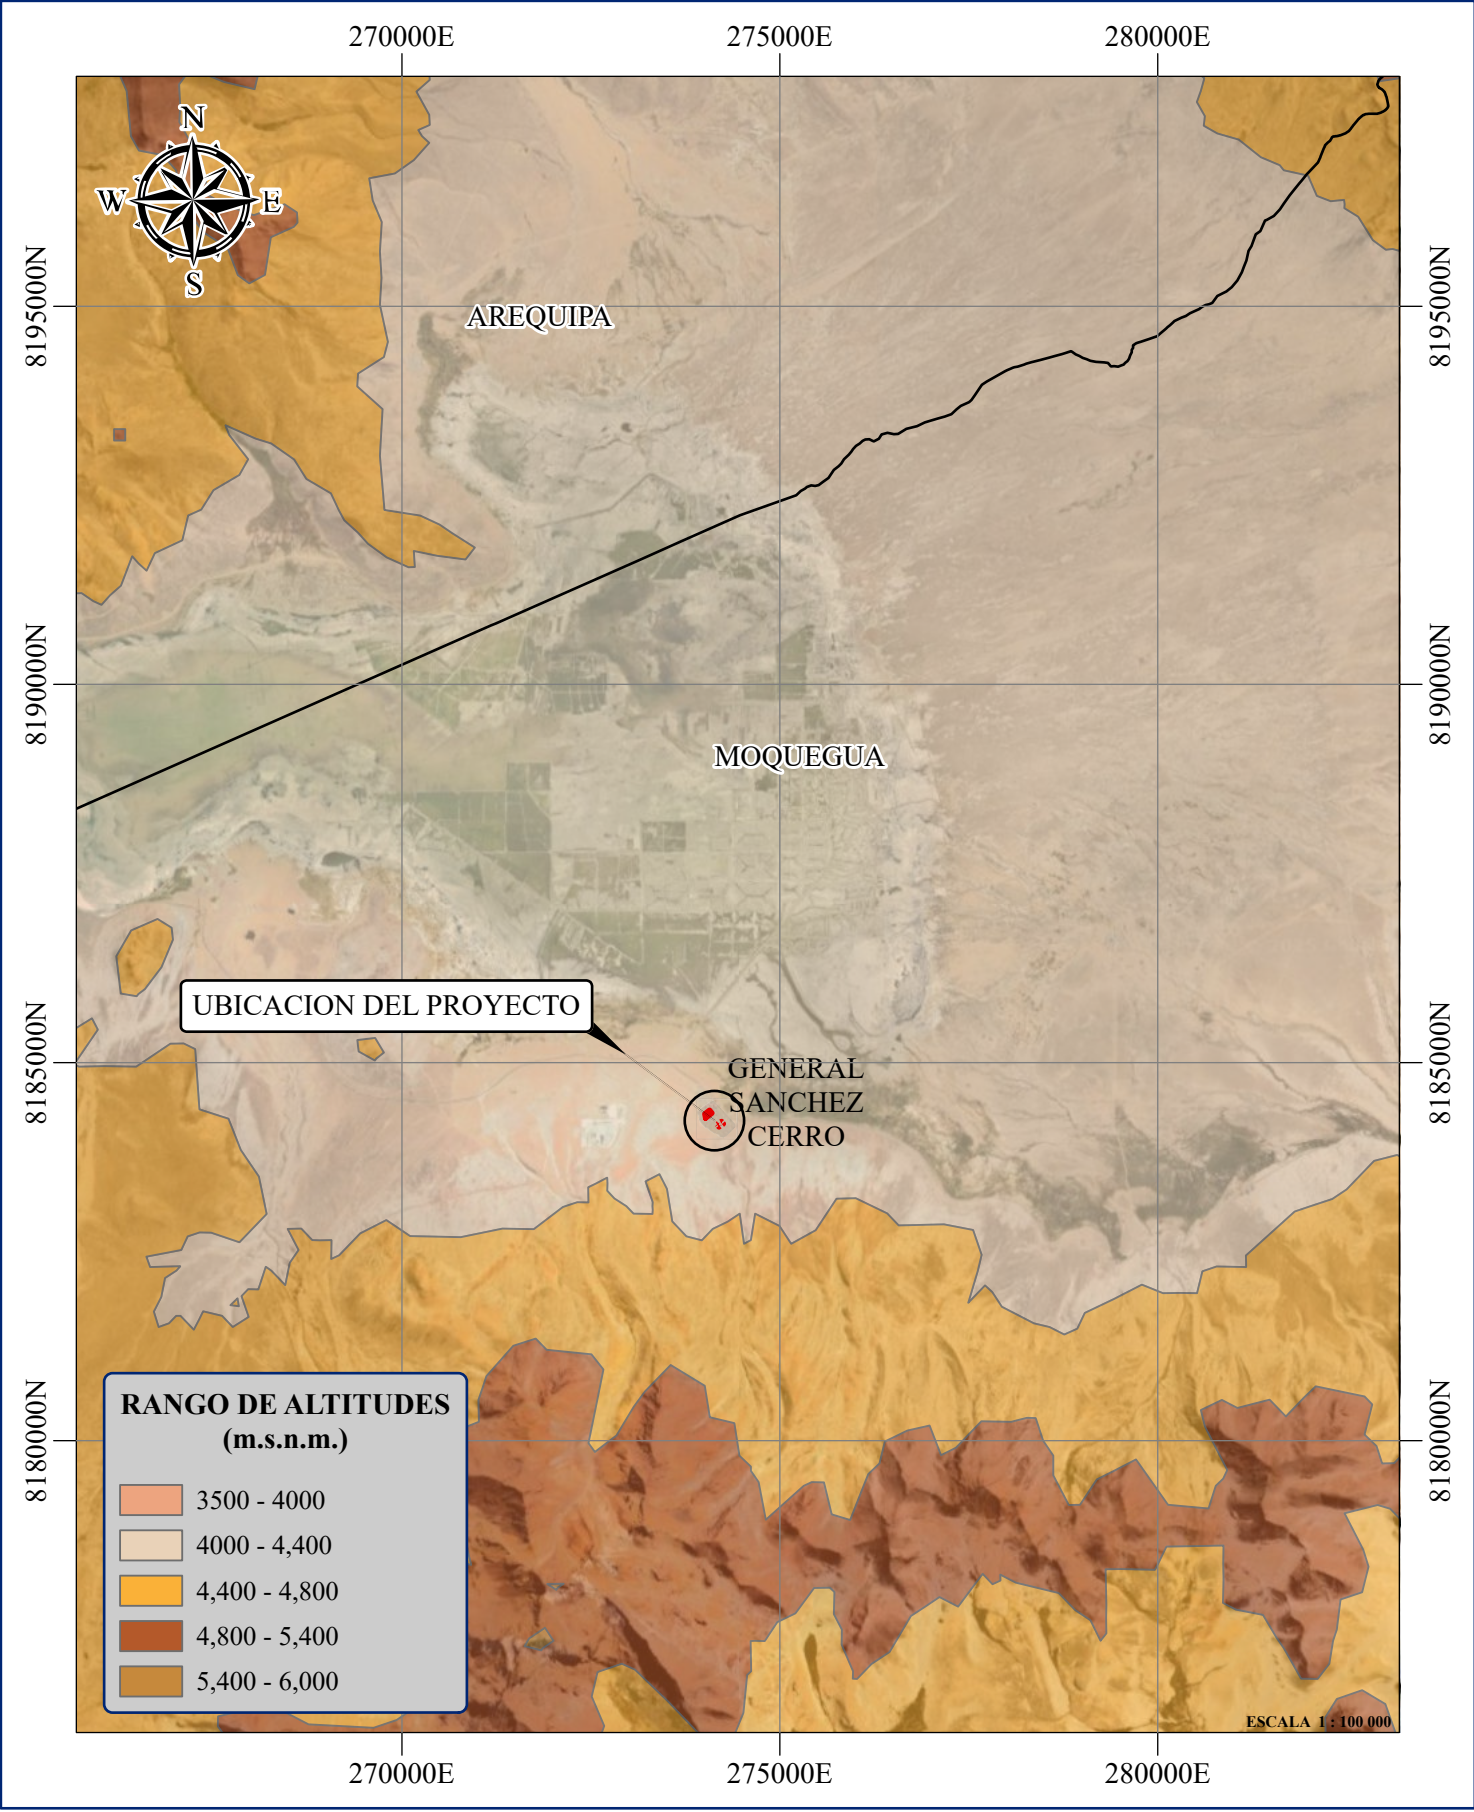 270000E
275000E
280000E
N
W
E
S
8195000N
8195000N
AREQUIPA
8190000N
8190000N
MOQUEGUA
UBICACION DEL PROYECTO
8185000N
8185000N
GENERAL
SANCHEZ
CERRO
8180000N
8180000N
RANGO DE ALTITUDES
(m.s.n.m.)
3500 - 4000
4000 - 4,400
4,400 - 4,800
4,800 - 5,400
5,400 - 6,000
ESCALA 1 : 100 000
270000E
275000E
280000E